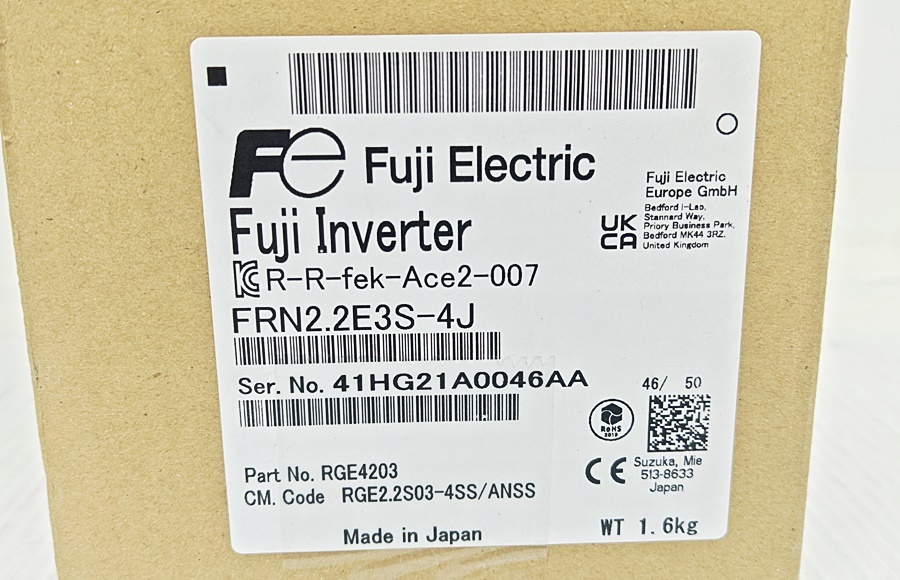 Fe Fuji Electric
Fuji Electric
Europe GmbH
Bedford i-Lab,
Stannard Way,
Priory Business Park,
Bedford MK44 3RZ,
United Kingdom
UK
CA
Fuji Inverter
R-R-fek-Ace2-007
FRN2.2E3S-4J
Ser. No. 41HG21A0046AA
46/ 50
RoHS
2019
CE
Suzuka, Mie
513-8633
Japan
Part No. RGE4203
CM. Code RGE2.2S03-4SS/ANSS
Made in Japan
WT 1.6kg